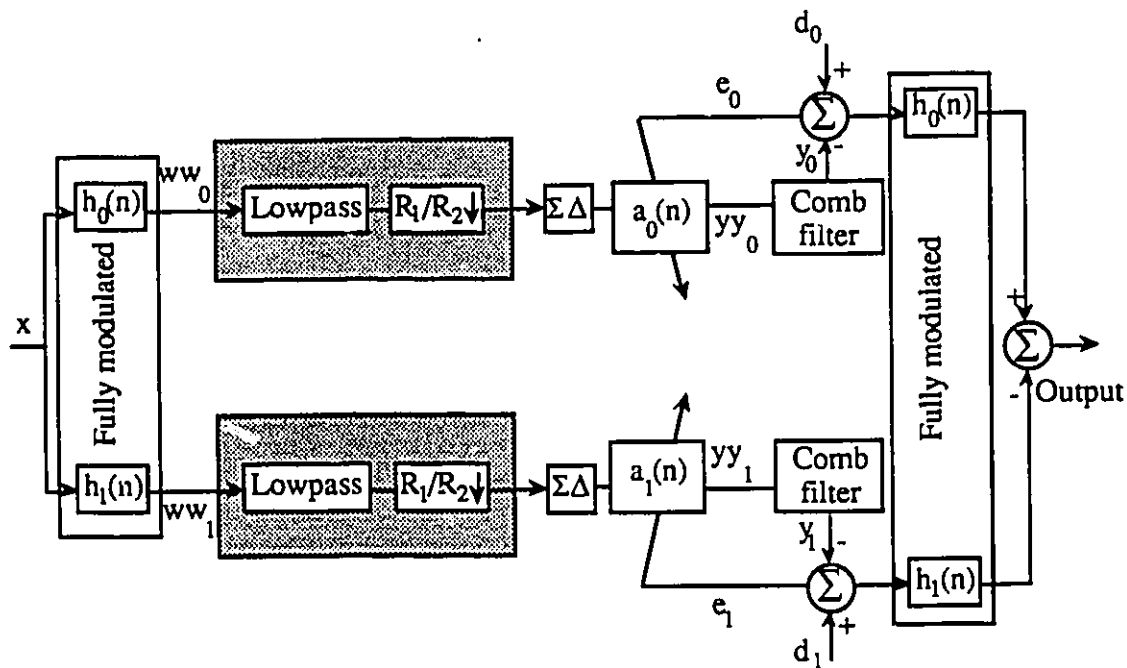 d₀
e₀
+
Σ
-
h₀(n)
ww₀
y₀
h₀(n)
Lowpass
R₁/R₂↓
ΣΔ
a₀(n)
yy₀
Comb
filter
x
Fully modulated
Fully modulated
+
Σ
-
Output
h₁(n)
ww₁
Lowpass
R₁/R₂↓
ΣΔ
a₁(n)
yy₁
Comb
filter
y₁
-
Σ
h₁(n)
e₁
+
d₁